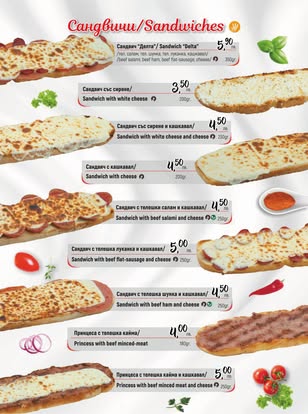 Сандвичи/Sandwiches
Сандвич "Делта"/ Sandwich "Delta" 5,90 лв.
/тел. салам, тел. шунка, тел. луканка, кашкавал/
/beef salami, beef ham, beef flat-sausage, cheese/ 350gr.
Сандвич със сирене/ 3,50 лв.
Sandwich with white cheese 250gr.
Сандвич със сирене и кашкавал/ 4,50 лв.
Sandwich with white cheese and cheese 220gr.
Сандвич с кашкавал/ 4,50 лв.
Sandwich with cheese 220gr.
Сандвич с телешки салам и кашкавал/ 4,50 лв.
Sandwich with beef salami and cheese 250gr.
Сандвич с телешка луканка и кашкавал/ 5,00 лв.
Sandwich with beef flat-sausage and cheese 250gr.
Сандвич с телешка шунка и кашкавал/ 4,50 лв.
Sandwich with beef ham and cheese 250gr.
Принцеса с телешка кайма/ 4,00 лв.
Princess with beef minced-meat 180gr.
Принцеса с телешка кайма и кашкавал/ 5,00 лв.
Princess with beef minced meat and cheese 250gr.